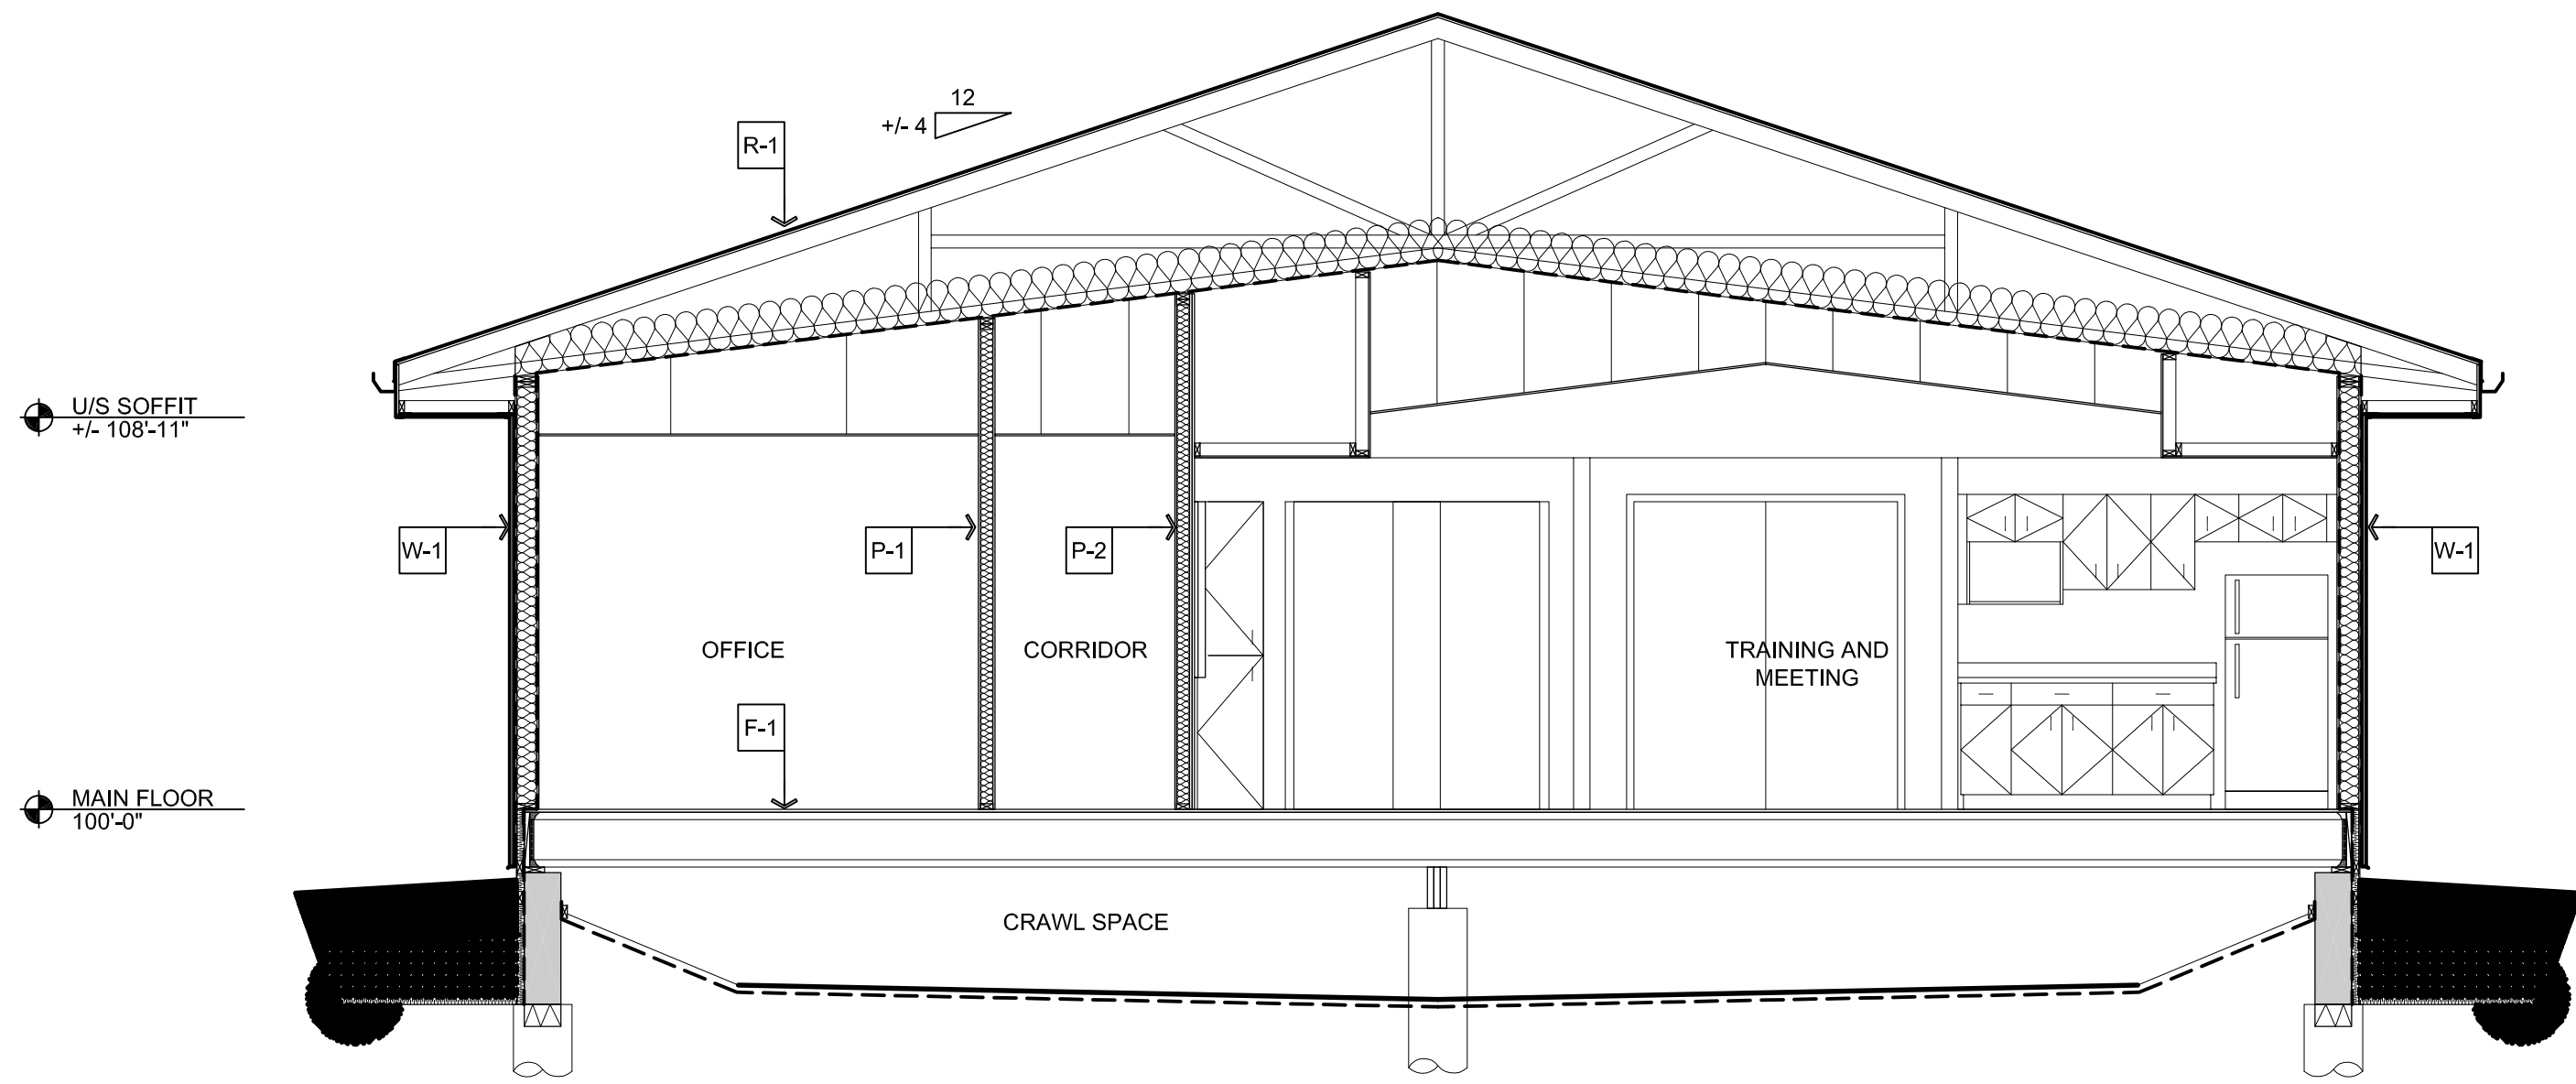 12
+/- 4
R-1
U/S SOFFIT
+/- 108'-11"
W-1
P-1
P-2
W-1
OFFICE
CORRIDOR
TRAINING AND
MEETING
F-1
MAIN FLOOR
100'-0"
CRAWL SPACE